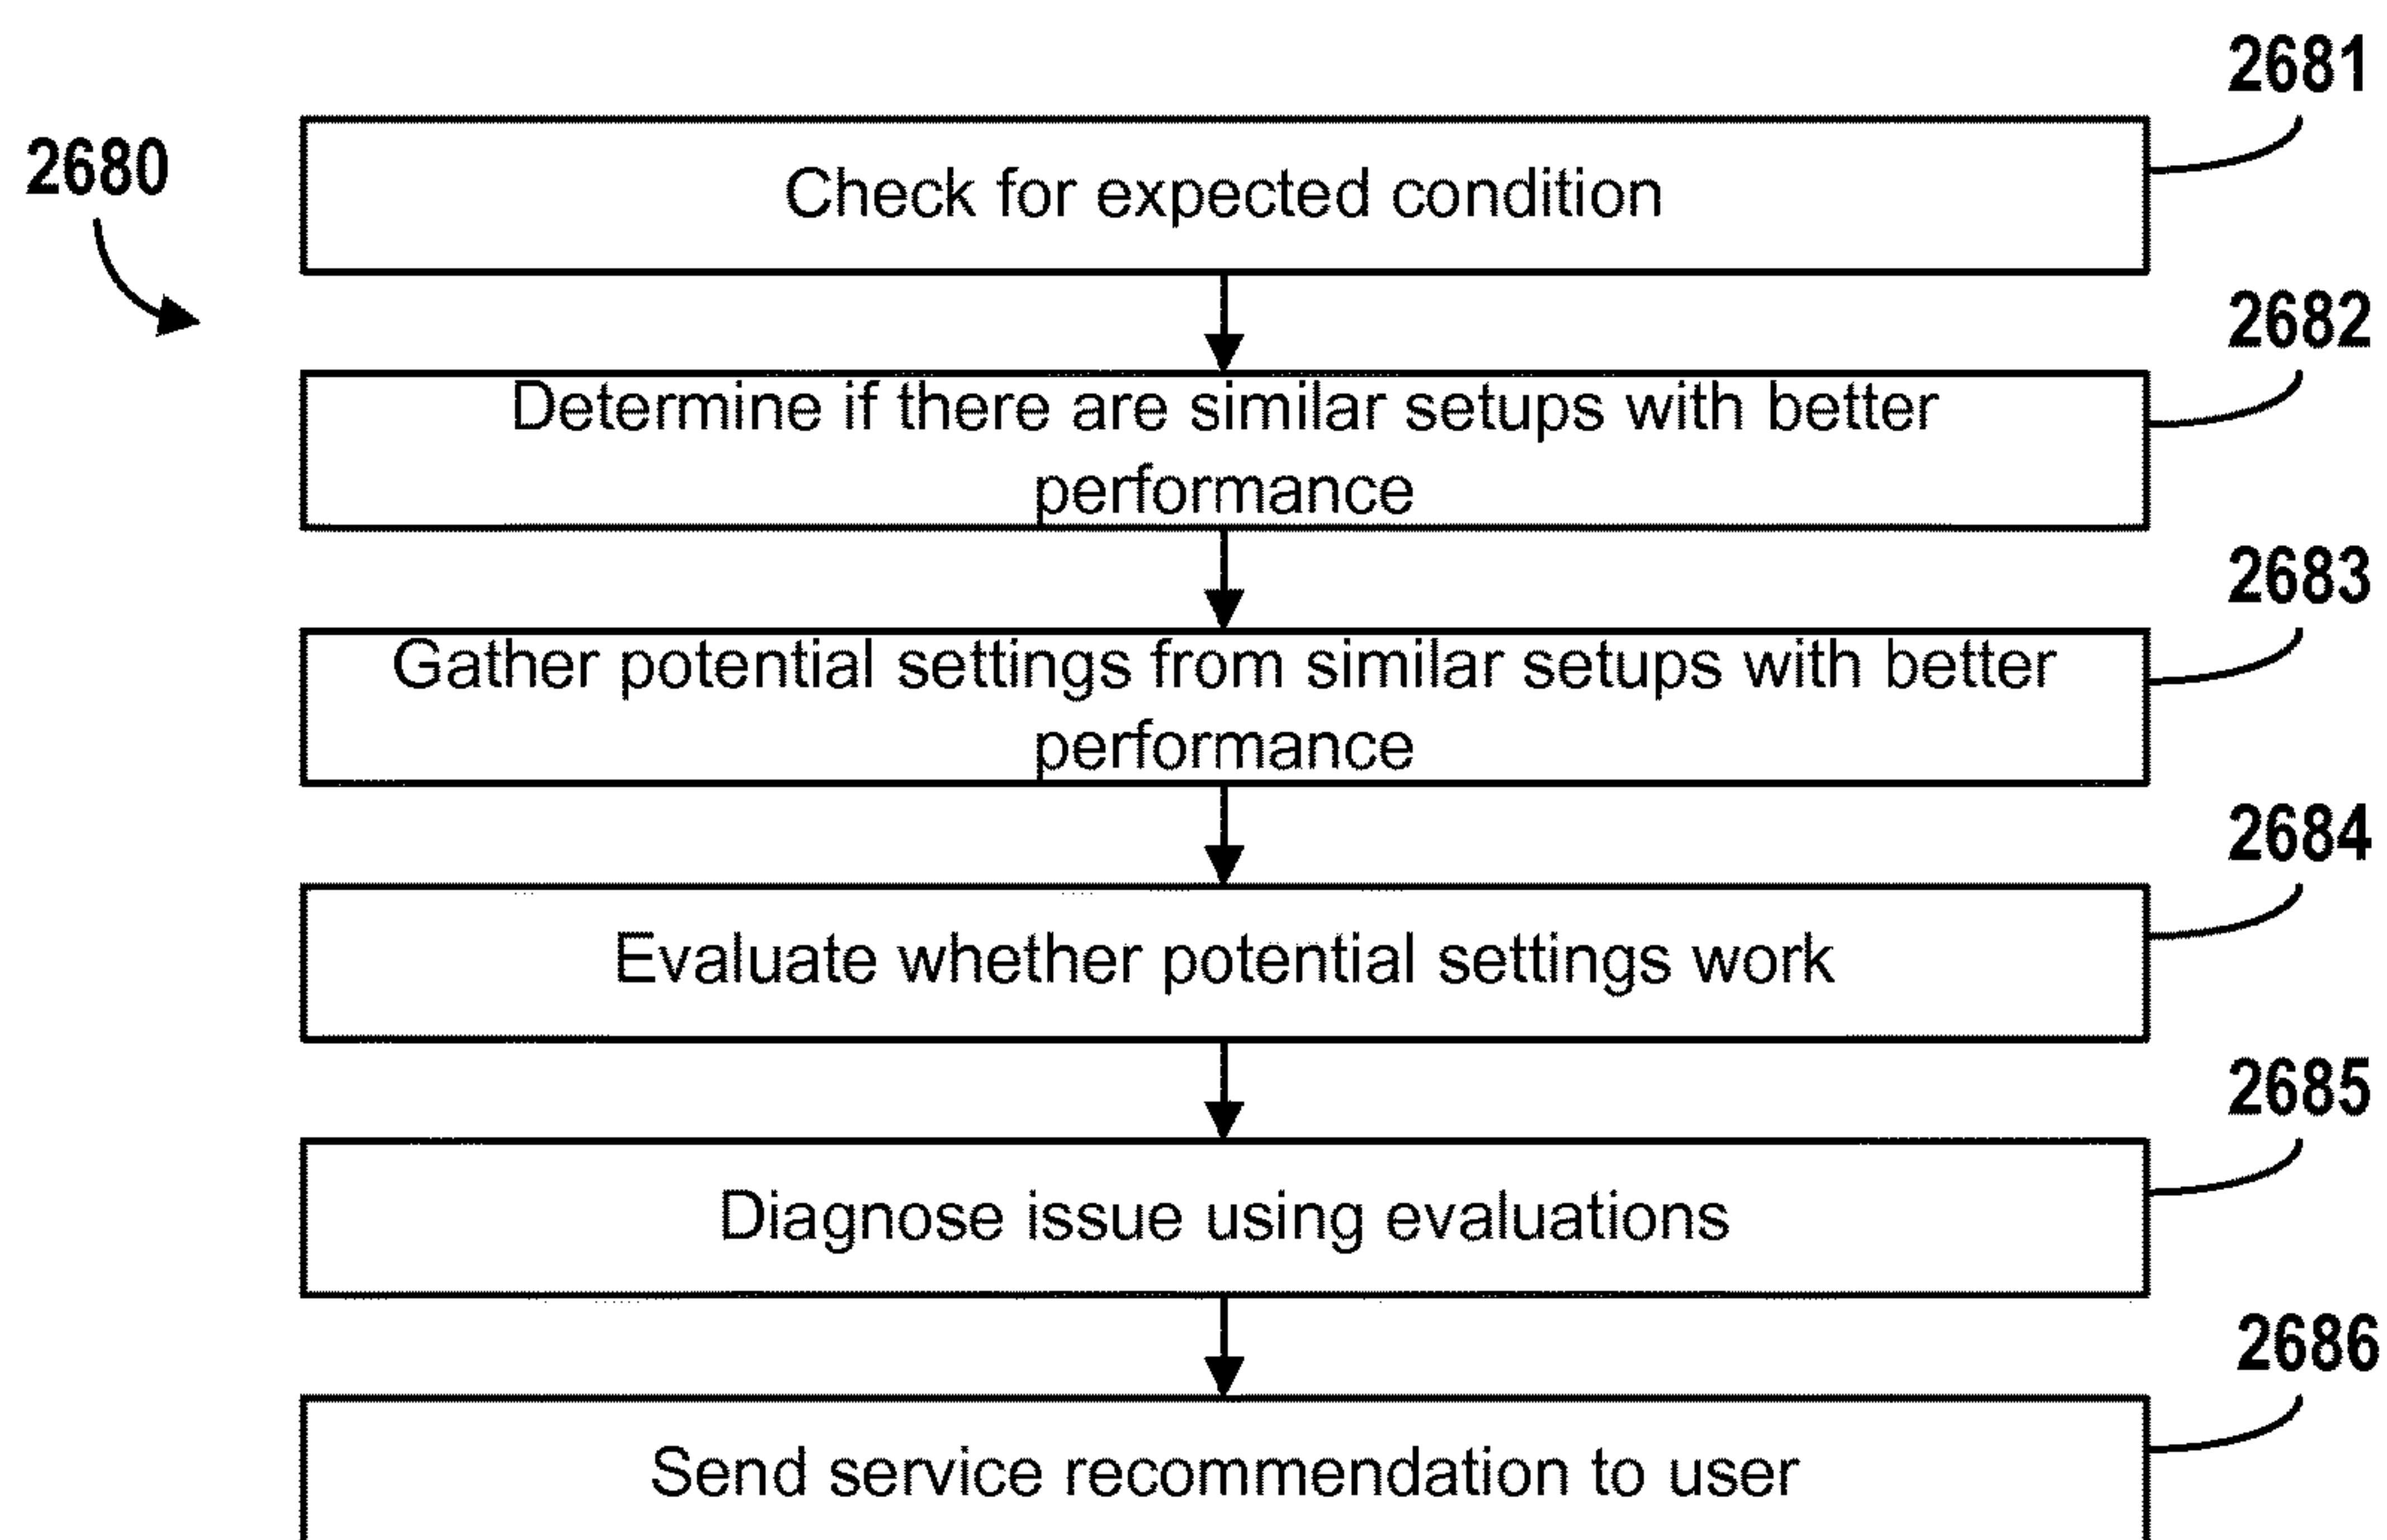 2681
2680
Check for expected condition
2682
Determine if there are similar setups with better
performance
2683
Gather potential settings from similar setups with better
performance
2684
Evaluate whether potential settings work
2685
Diagnose issue using evaluations
2686
Send service recommendation to user